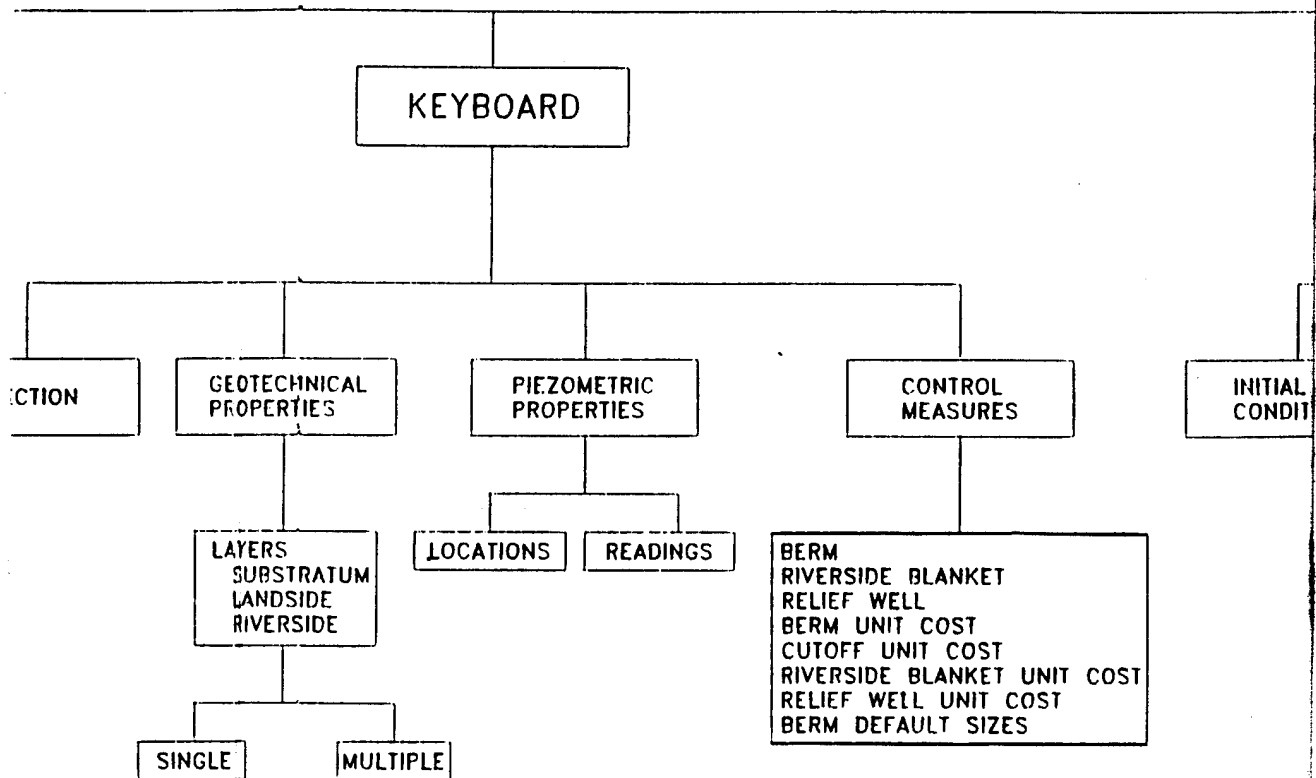 KEYBOARD
ECTION
GEOTECHNICAL
PROPERTIES
PIEZOMETRIC
PROPERTIES
CONTROL
MEASURES
INITIAL
CONDIT
LAYERS
SUBSTRATUM
LANDSIDE
RIVERSIDE
LOCATIONS
READINGS
BERM
RIVERSIDE BLANKET
RELIEF WELL
BERM UNIT COST
CUTOFF UNIT COST
RIVERSIDE BLANKET UNIT COST
RELIEF WELL UNIT COST
BERM DEFAULT SIZES
SINGLE
MULTIPLE